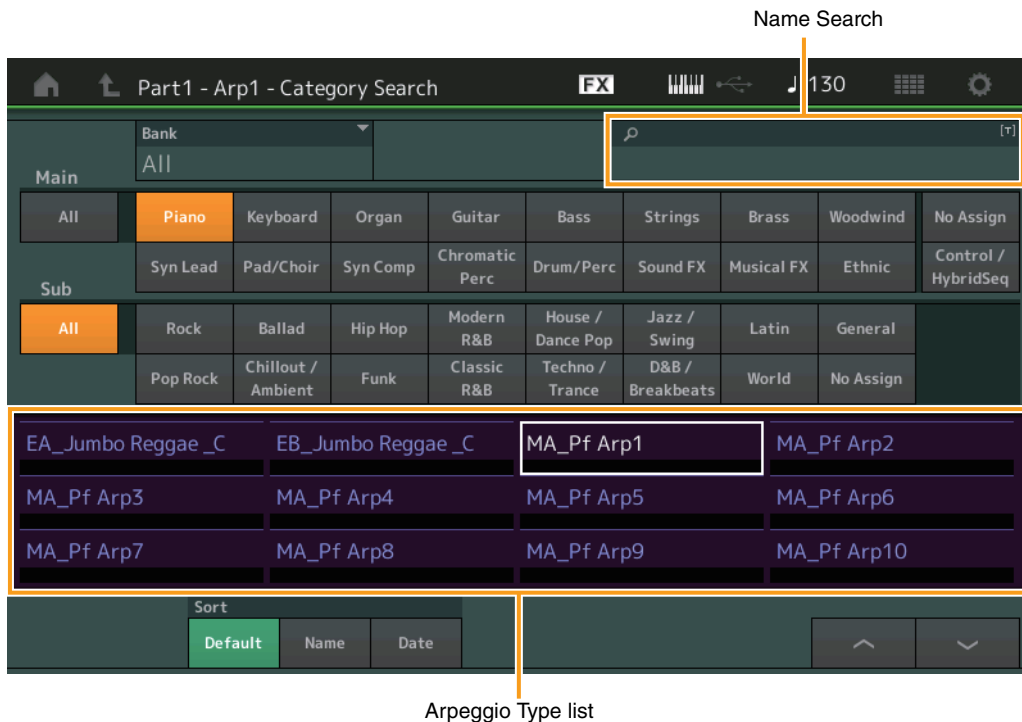 Name Search
Part1 - Arp1 - Category Search
FX
♩ 130
Bank
[T]
All
Main
All
Piano
Keyboard
Organ
Guitar
Bass
Strings
Brass
Woodwind
No Assign
Syn Lead
Pad/Choir
Syn Comp
Chromatic
Perc
Drum/Perc
Sound FX
Musical FX
Ethnic
Control /
HybridSeq
Sub
All
Rock
Ballad
Hip Hop
Modern
R&B
House /
Dance Pop
Jazz /
Swing
Latin
General
Pop Rock
Chillout /
Ambient
Funk
Classic
R&B
Techno /
Trance
D&B /
Breakbeats
World
No Assign
EA_Jumbo Reggae _C
EB_Jumbo Reggae _C
MA_Pf Arp1
MA_Pf Arp2
MA_Pf Arp3
MA_Pf Arp4
MA_Pf Arp5
MA_Pf Arp6
MA_Pf Arp7
MA_Pf Arp8
MA_Pf Arp9
MA_Pf Arp10
Sort
Default
Name
Date
Arpeggio Type list